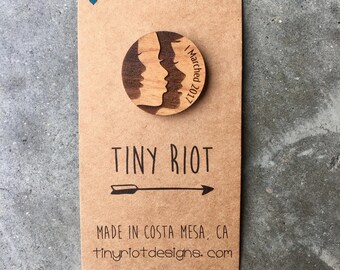 I Marched 2017
TINY RIOT
MADE IN COSTA MESA, CA
tinyriotdesigns.com